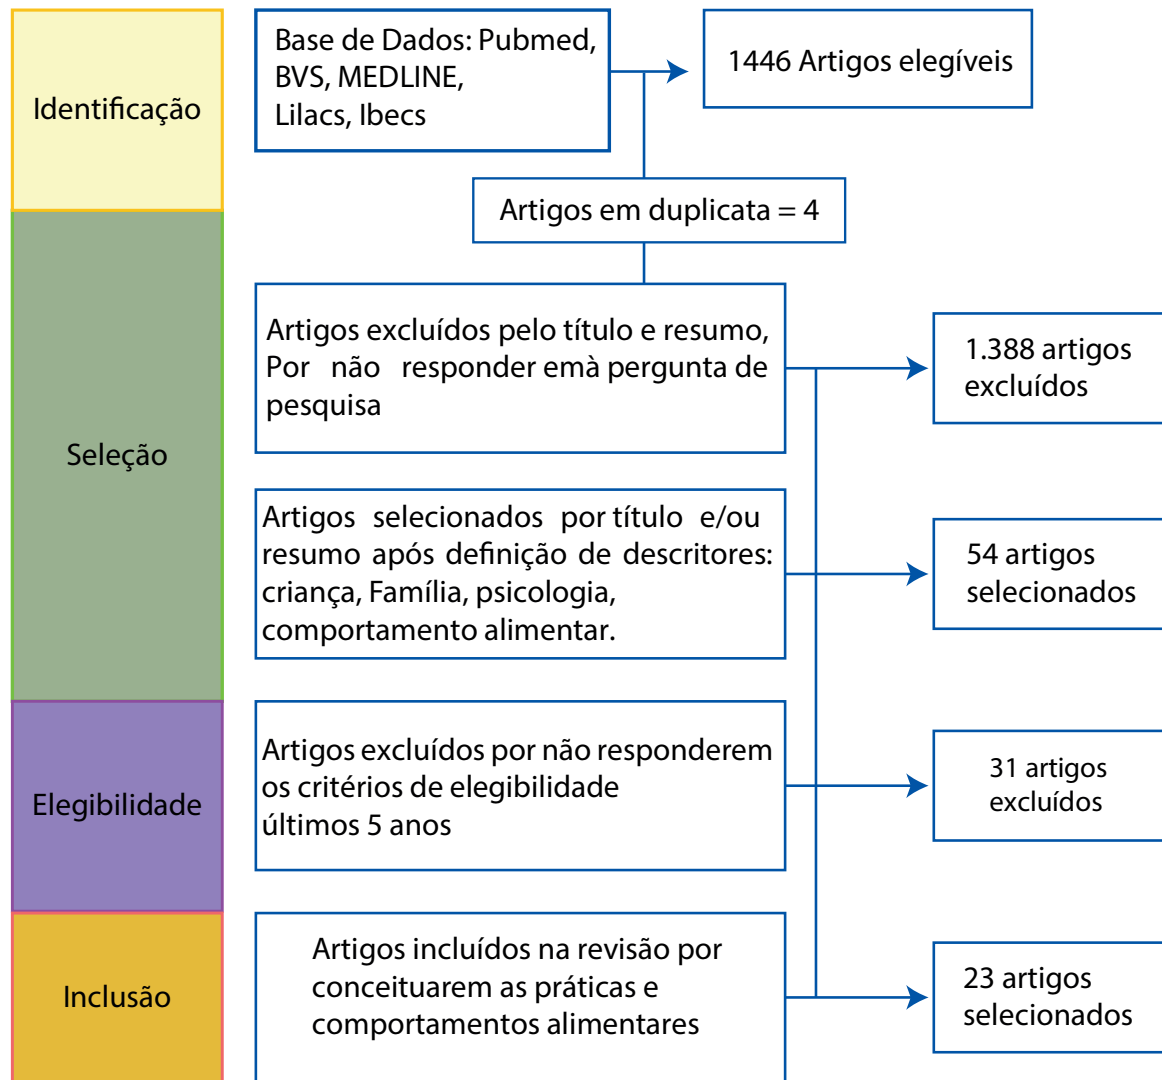 Identificação
Base de Dados: Pubmed,
BVS, MEDLINE,
Lilacs, Ibecs
1446 Artigos elegíveis
Artigos em duplicata = 4
Seleção
Artigos excluídos pelo título e resumo,
Por não responder emà pergunta de
pesquisa
1.388 artigos
excluídos
Artigos selecionados por título e/ou
resumo após definição de descritores:
criança, Família, psicologia,
comportamento alimentar.
54 artigos
selecionados
Elegibilidade
Artigos excluídos por não responderem
os critérios de elegibilidade
últimos 5 anos
31 artigos
excluídos
Inclusão
Artigos incluídos na revisão por
conceituarem as práticas e
comportamentos alimentares
23 artigos
selecionados